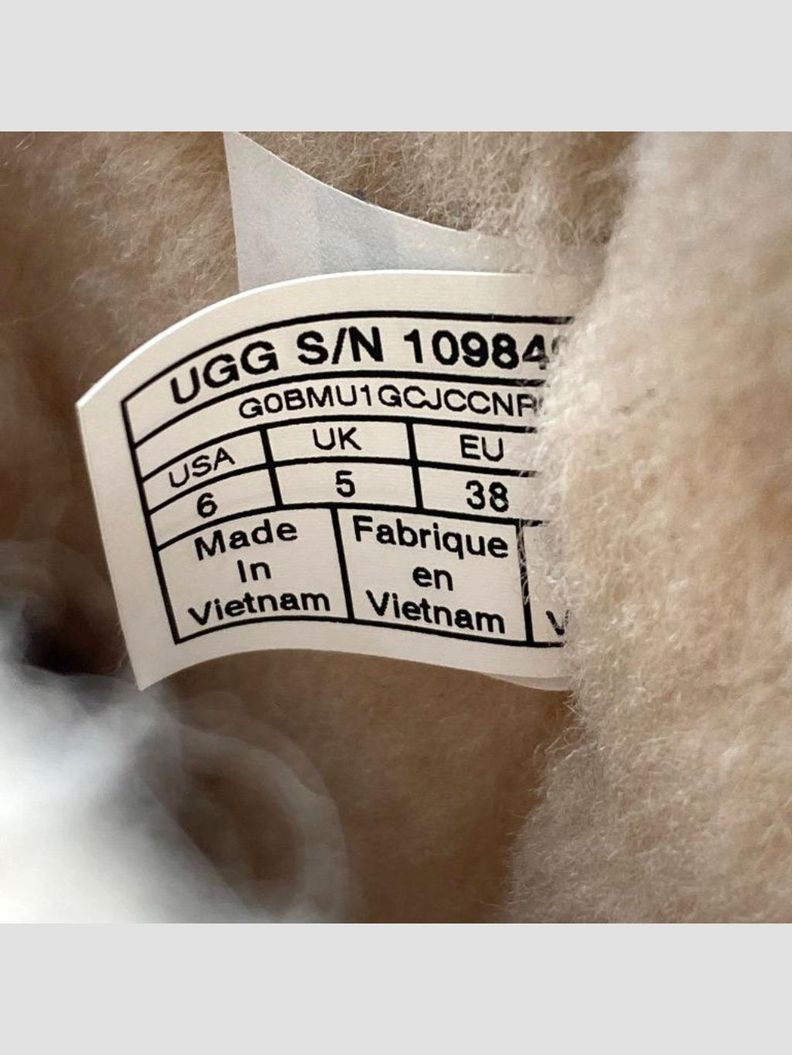 UGG S/N 10984
G0BMU1GCJCCNR
USA UK EU
6 5 38
Made Fabrique
In en
Vietnam Vietnam V